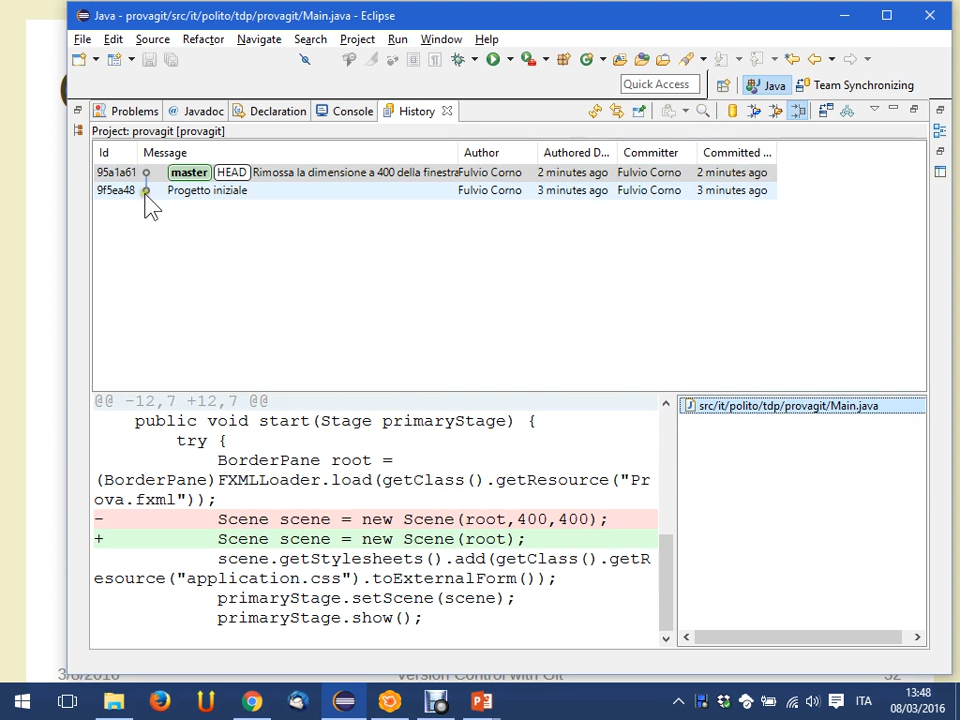 Java - provagit/src/it/polito/tdp/provagit/Main.java - Eclipse
File Edit Source Refactor Navigate Search Project Run Window Help
Quick Access Java Team Synchronizing
Problems @ Javadoc Declaration Console History
Project: provagit [provagit]
Id Message Author Authored D... Committer Committed ...
95a1a61 master HEAD Rimossa la dimensione a 400 della finestra Fulvio Corno 2 minutes ago Fulvio Corno 2 minutes ago
9f5ea48 Progetto iniziale Fulvio Corno 3 minutes ago Fulvio Corno 3 minutes ago
@@ -12,7 +12,7 @@
public void start(Stage primaryStage) {
try {
BorderPane root =
(BorderPane)FXMLLoader.load(getClass().getResource("Pr
ova.fxml"));
- Scene scene = new Scene(root,400,400);
+ Scene scene = new Scene(root);
scene.getStylesheets().add(getClass().getR
esource("application.css").toExternalForm());
primaryStage.setScene(scene);
primaryStage.show();
src/it/polito/tdp/provagit/Main.java
ITA
13:48
08/03/2016